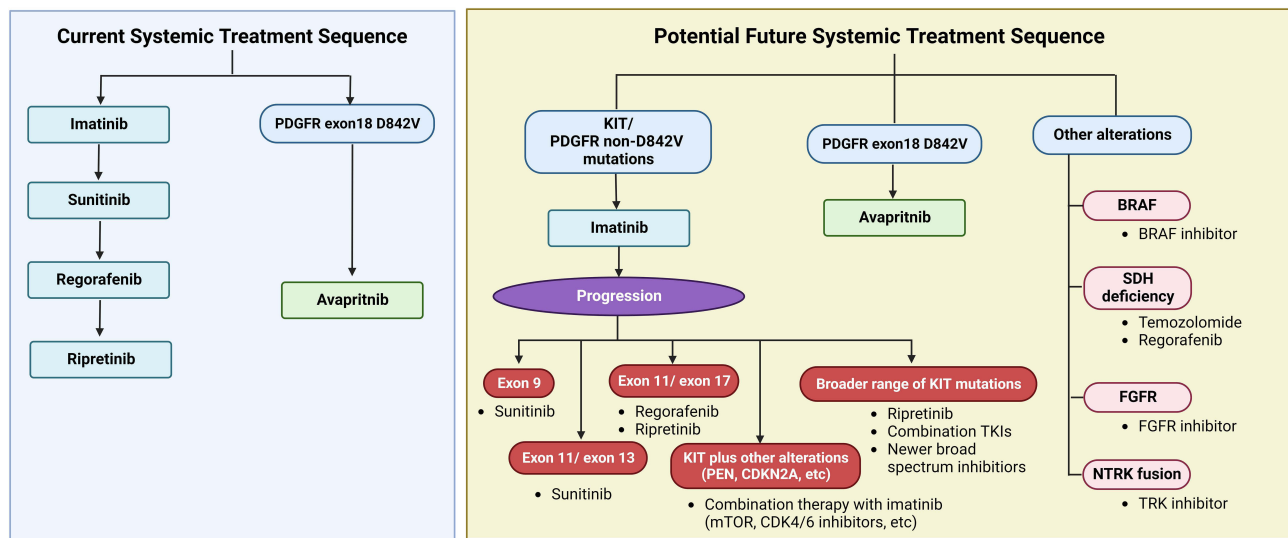 Current Systemic Treatment Sequence
Imatinib
Sunitinib
Regorafenib
Ripretinib
PDGFR exon18 D842V
Avapritnib
Potential Future Systemic Treatment Sequence
KIT/
PDGFR non-D842V
mutations
Imatinib
Progression
Exon 9
• Sunitinib
Exon 11/ exon 13
• Sunitinib
Exon 11/ exon 17
• Regorafenib
• Ripretinib
KIT plus other alterations
(PEN, CDKN2A, etc)
• Combination therapy with imatinib
(mTOR, CDK4/6 inhibitors, etc)
Broader range of KIT mutations
• Ripretinib
• Combination TKIs
• Newer broad
spectrum inhibitiors
PDGFR exon18 D842V
Avapritnib
Other alterations
BRAF
• BRAF inhibitor
SDH
deficiency
• Temozolomide
• Regorafenib
FGFR
• FGFR inhibitor
NTRK fusion
• TRK inhibitor